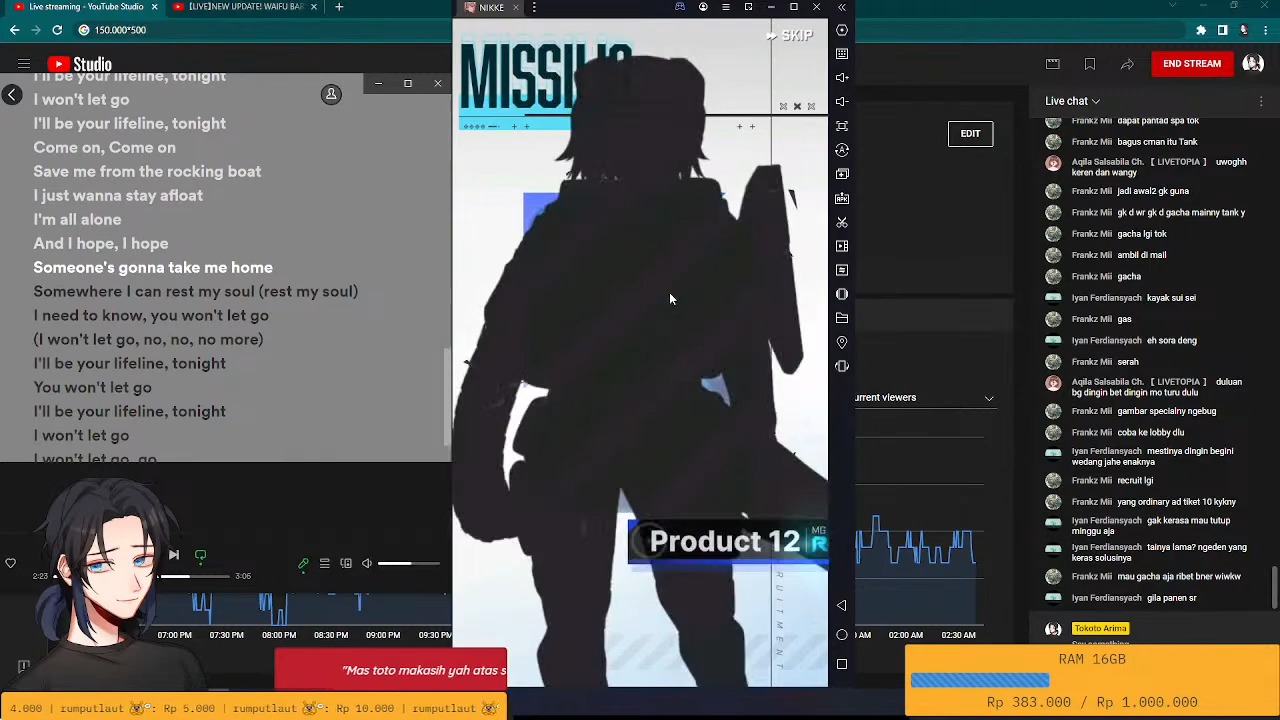 Live streaming - YouTube Studio
[LIVE]NEW UPDATE! WAIFU BAR
NIKKE
150.000*500
Studio
END STREAM
I'll be your lifeline, tonight
I won't let go
I'll be your lifeline, tonight
Come on, Come on
Save me from the rocking boat
I just wanna stay afloat
I'm all alone
And I hope, I hope
Someone's gonna take me home
Somewhere I can rest my soul (rest my soul)
I need to know, you won't let go
(I won't let go, no, no, no more)
I'll be your lifeline, tonight
You won't let go
I'll be your lifeline, tonight
I won't let go
I won't let go, go
2:23
3:06
07:00 PM
07:30 PM
08:00 PM
08:30 PM
09:00 PM
09:30 PM
MISSILIS
SKIP
Product 12
MG
R
RUITMENT
EDIT
urrent viewers
AM
02:00 AM
02:30 AM
Live chat
Frankz Mii dapat pantad spa tok
Frankz Mii bagus cman itu Tank
Aqila Salsabila Ch.【 LIVETOPIA 】 uwoghh
keren dan wangy
Frankz Mii jadi awal2 gk guna
Frankz Mii gk d wr gk d gacha mainny tank y
Frankz Mii gacha lgi tok
Frankz Mii ambil di mail
Frankz Mii gacha
Iyan Ferdiansyach kayak sui sei
Frankz Mii gas
Iyan Ferdiansyach eh sora deng
Frankz Mii serah
Aqila Salsabila Ch.【 LIVETOPIA 】 duluan
bg dingin bet dingin mo turu dulu
Frankz Mii gambar specialny ngebug
Frankz Mii coba ke lobby dlu
Iyan Ferdiansyach mestinya dingin begini
wedang jahe enaknya
Frankz Mii recruit lgi
Frankz Mii yang ordinary ad tiket 10 kykny
Iyan Ferdiansyach gak kerasa mau tutup
minggu aja
Iyan Ferdiansyach tainya lama? ngeden yang
keras solusinya
Frankz Mii mau gacha aja ribet bner wiwkw
Iyan Ferdiansyach gila panen sr
Tokoto Arima
Say something...
"Mas toto makasih yah atas s
4.000 | rumputlaut : Rp 5.000 | rumputlaut : Rp 10.000 | rumputlaut
RAM 16GB
Rp 383.000 / Rp 1.000.000